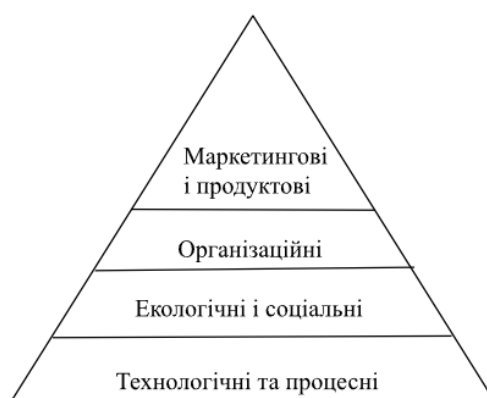 Маркетингові
і продуктові
Організаційні
Екологічні і соціальні
Технологічні та процесні